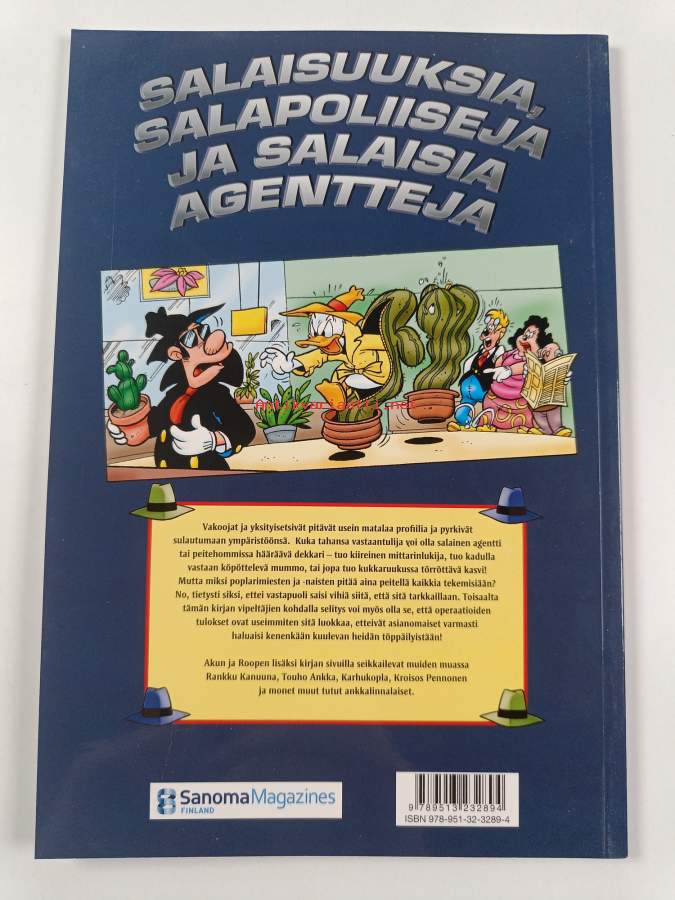 SALAISUUKSIA,
SALAPOLIISEJA
JA SALAISIA
AGENTTEJA
Antikvariaatti.net
Vakoojat ja yksityisetsivät pitävät usein matalaa profiilia ja pyrkivät
sulautumaan ympäristöönsä. Kuka tahansa vastaantulija voi olla salainen agentti
tai peitehommissa hääräävä dekkari – tuo kiireinen mittarinlukija, tuo kadulla
vastaan köpöttelevä mummo, tai jopa tuo kukkaruukussa törröttävä kasvi!
Mutta miksi poplarimiesten ja -naisten pitää aina peitellä kaikkia tekemisiään?
No, tietysti siksi, ettei vastapuoli saisi vihiä siitä, että sitä tarkkaillaan. Toisaalta
tämän kirjan vipeltäjien kohdalla selitys voi myös olla se, että operaatioiden
tulokset ovat useimmiten sitä luokkaa, etteivät asianomaiset varmasti
haluaisi kenenkään kuulevan heidän töppäilyistään!
Akun ja Roopen lisäksi kirjan sivuilla seikkailevat muiden muassa
Rankku Kanuuna, Touho Ankka, Karhukopla, Kroisos Pennonen
ja monet muut tutut ankkalinnalaiset.
SanomaMagazines
FINLAND
9 789513 232894
ISBN 978-951-32-3289-4